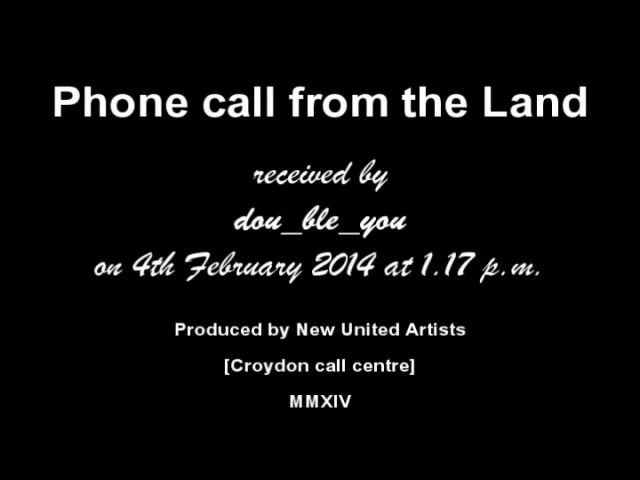 Phone call from the Land
received by
dou_ble_you
on 4th February 2014 at 1.17 p.m.
Produced by New United Artists
[Croydon call centre]
MMXIV